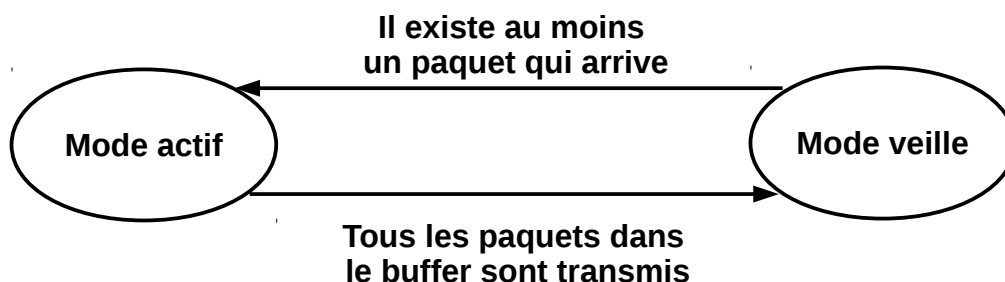 Il existe au moins
un paquet qui arrive
Mode actif
Mode veille
Tous les paquets dans
le buffer sont transmis